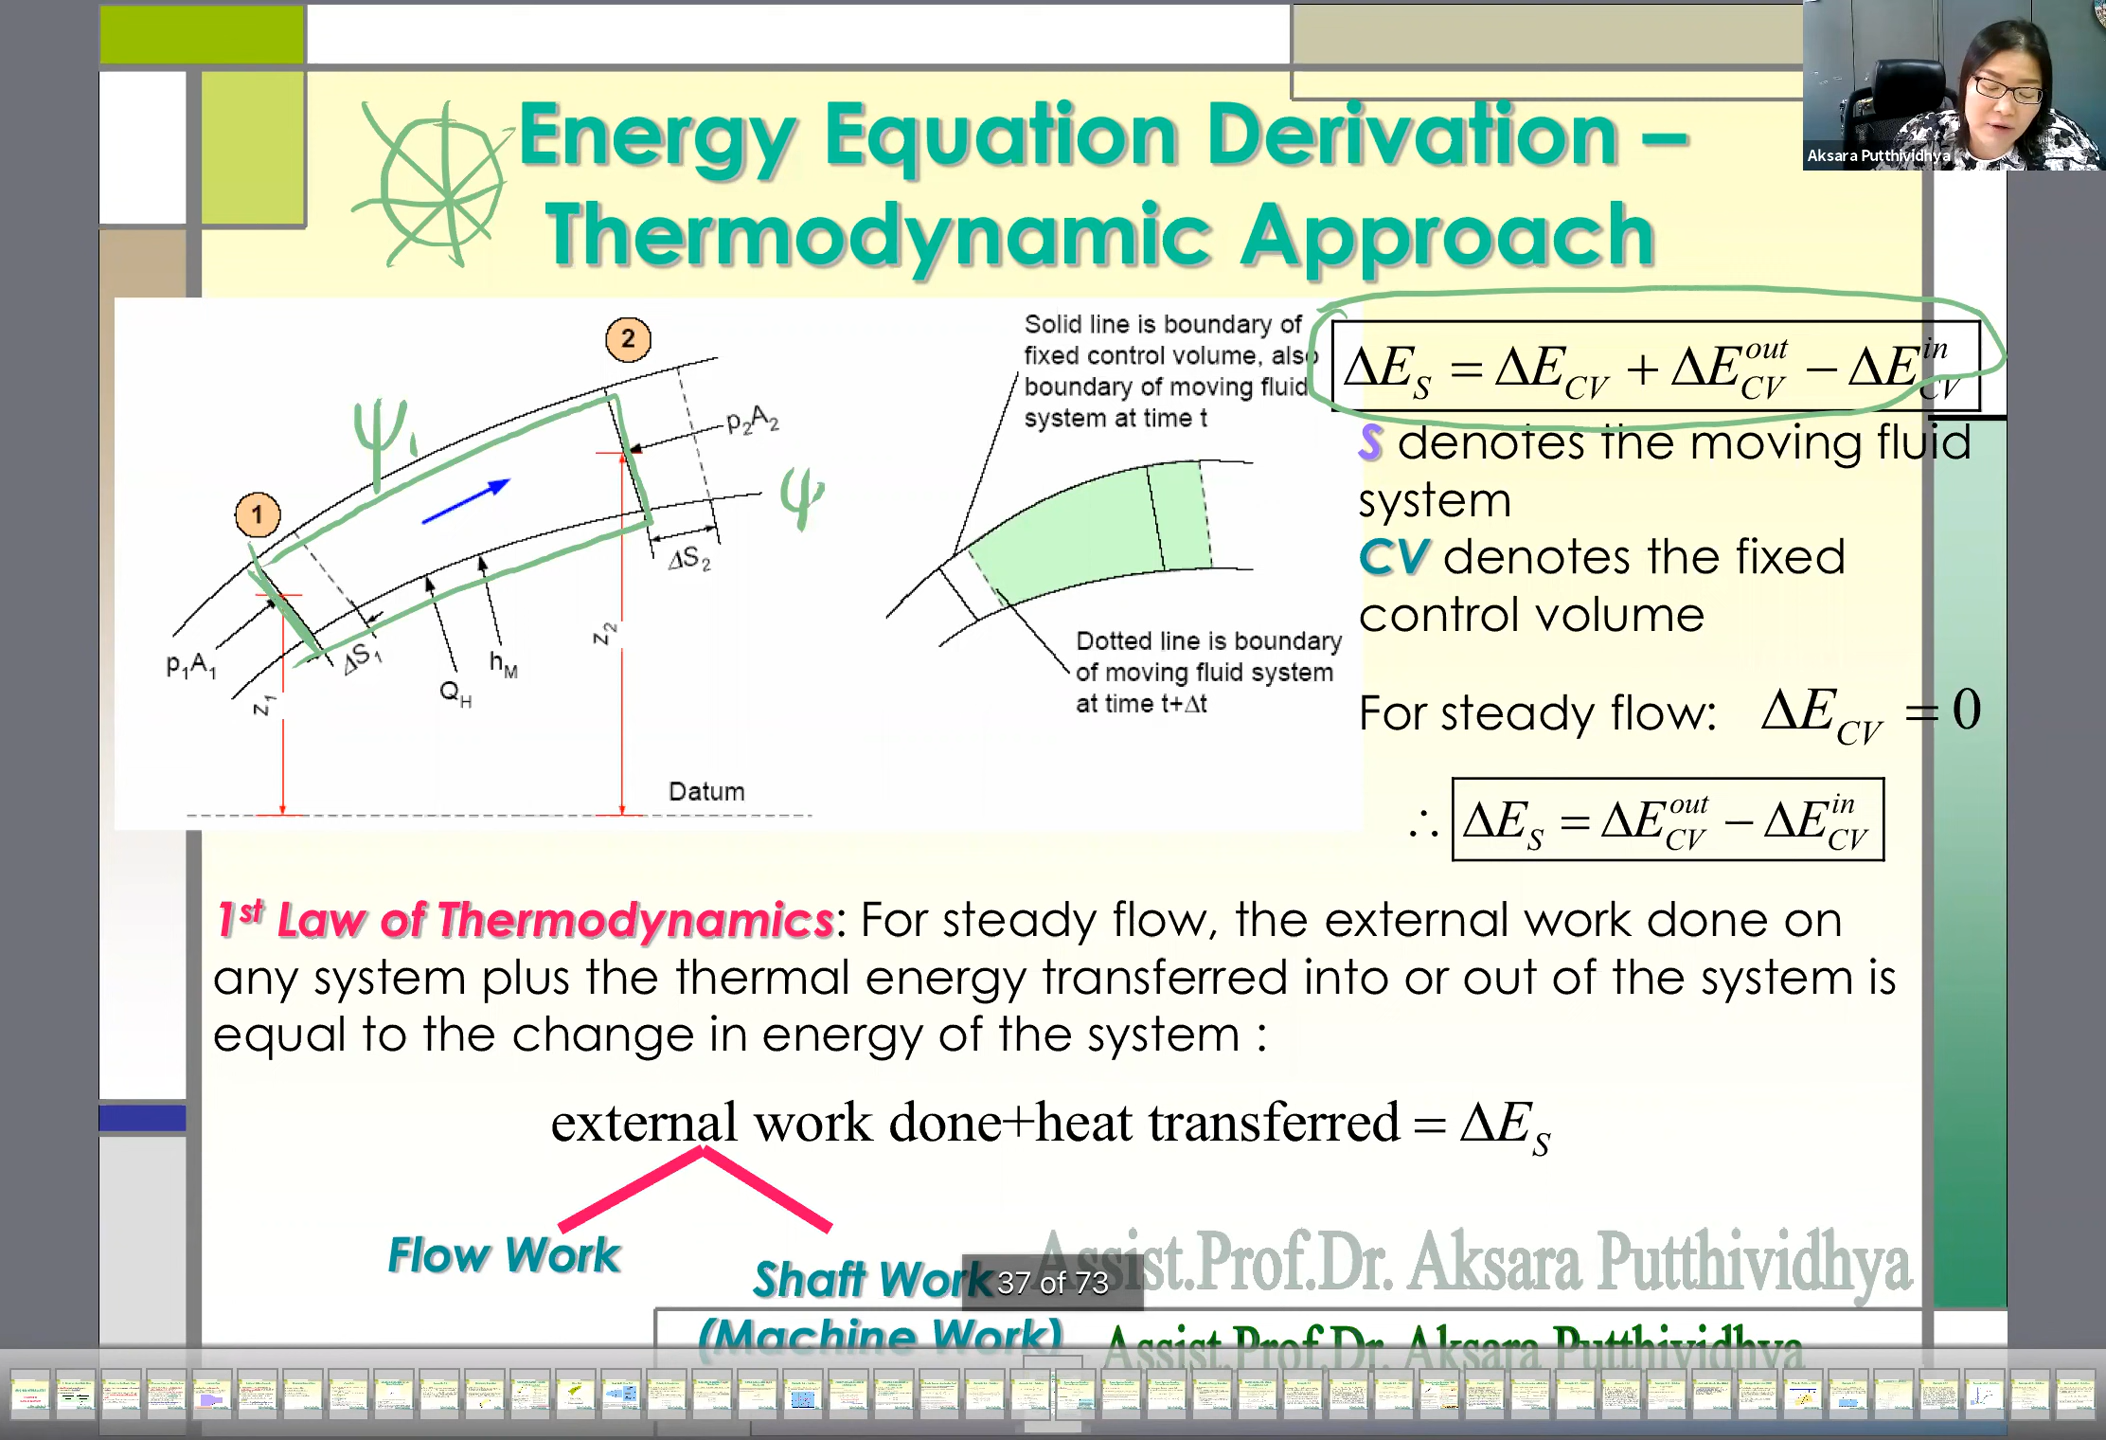 Energy Equation Derivation –
Thermodynamic Approach
Aksara Putthividhya
1
2
ψ1
ψ
p₁A₁
p₂A₂
ΔS₁
ΔS₂
z₁
z₂
Q_H
h_M
Datum
Solid line is boundary of
fixed control volume, also
boundary of moving fluid
system at time t
Dotted line is boundary
of moving fluid system
at time t+Δt
ΔE_S = ΔE_CV + ΔE_CV^out − ΔE_CV^in
S denotes the moving fluid
system
CV denotes the fixed
control volume
For steady flow: ΔE_CV = 0
∴ ΔE_S = ΔE_CV^out − ΔE_CV^in
1st Law of Thermodynamics: For steady flow, the external work done on
any system plus the thermal energy transferred into or out of the system is
equal to the change in energy of the system :
external work done+heat transferred = ΔE_S
Flow Work
Shaft Work
(Machine Work)
37 of 73
Assist.Prof.Dr. Aksara Putthividhya
Assist.Prof.Dr. Aksara Putthividhya